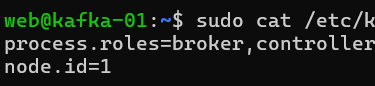 web@kafka-01:~$ sudo cat /etc/k
process.roles=broker,controller
node.id=1